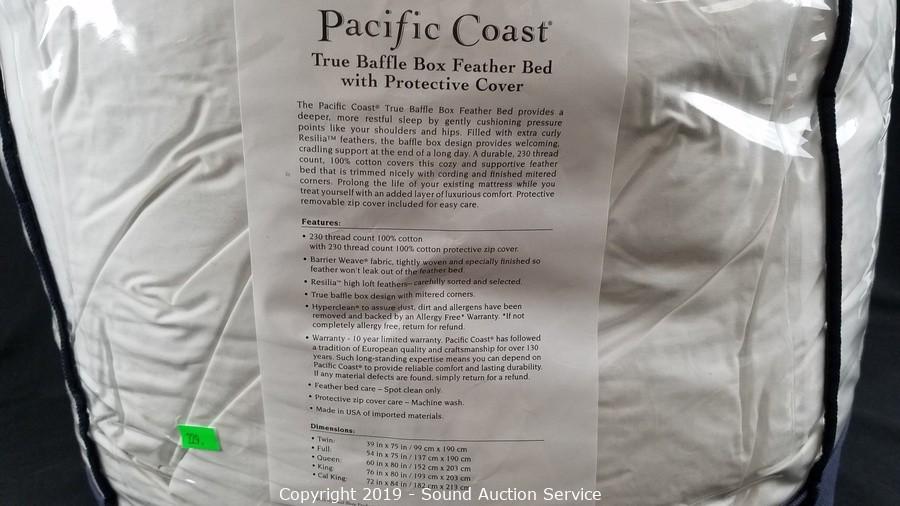 Pacific Coast®
True Baffle Box Feather Bed
with Protective Cover
The Pacific Coast® True Baffle Box Feather Bed provides a
deeper, more restful sleep by gently cushioning pressure
points like your shoulders and hips. Filled with extra curly
Resilia™ feathers, the baffle box design provides welcoming,
cradling support at the end of a long day. A durable, 230 thread
count, 100% cotton covers this cozy and supportive feather
bed that is trimmed nicely with cording and finished mitered
corners. Prolong the life of your existing mattress while you
treat yourself with an added layer of luxurious comfort. Protective
removable zip cover included for easy care.
Features:
• 230 thread count 100% cotton
with 230 thread count 100% cotton protective zip cover.
• Barrier Weave® fabric, tightly woven and specially finished so
feather won't leak out of the feather bed.
• Resilia™ high loft feathers– carefully sorted and selected.
• True baffle box design with mitered corners.
• Hyperclean® to assure dust, dirt and allergens have been
removed and backed by an Allergy Free* Warranty. *If not
completely allergy free, return for refund.
• Warranty - 10 year limited warranty. Pacific Coast® has followed
a tradition of European quality and craftsmanship for over 130
years. Such long-standing expertise means you can depend on
Pacific Coast® to provide reliable comfort and lasting durability.
If any material defects are found, simply return for a refund.
• Feather bed care – Spot clean only.
• Protective zip cover care – Machine wash.
• Made in USA of imported materials.
Dimensions:
• Twin: 39 in x 75 in / 99 cm x 190 cm
• Full: 54 in x 75 in / 137 cm x 190 cm
• Queen: 60 in x 80 in / 152 cm x 203 cm
• King: 76 in x 80 in / 193 cm x 203 cm
• Cal King: 72 in x 84 in / 182 cm x 213 cm
229.
Copyright 2019 - Sound Auction Service